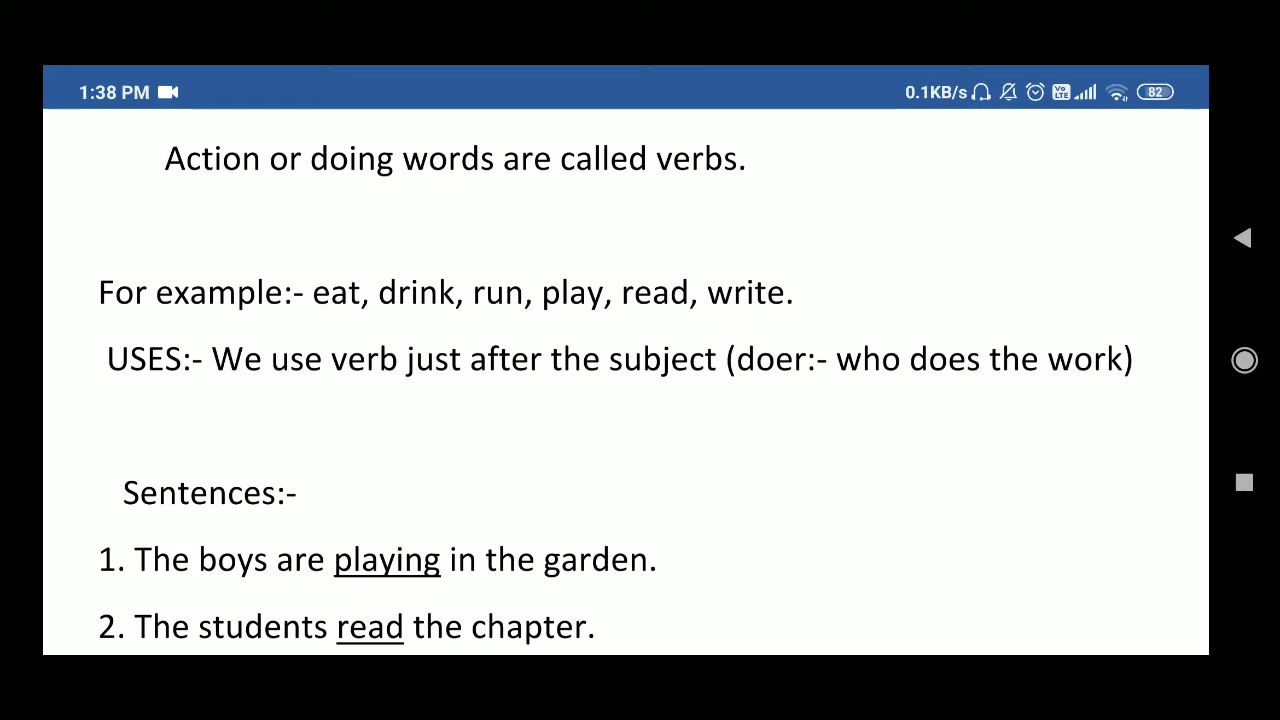 1:38 PM 0.1KB/s Vo LTE 82
Action or doing words are called verbs.
For example:- eat, drink, run, play, read, write.
USES:- We use verb just after the subject (doer:- who does the work)
Sentences:-
1. The boys are playing in the garden.
2. The students read the chapter.